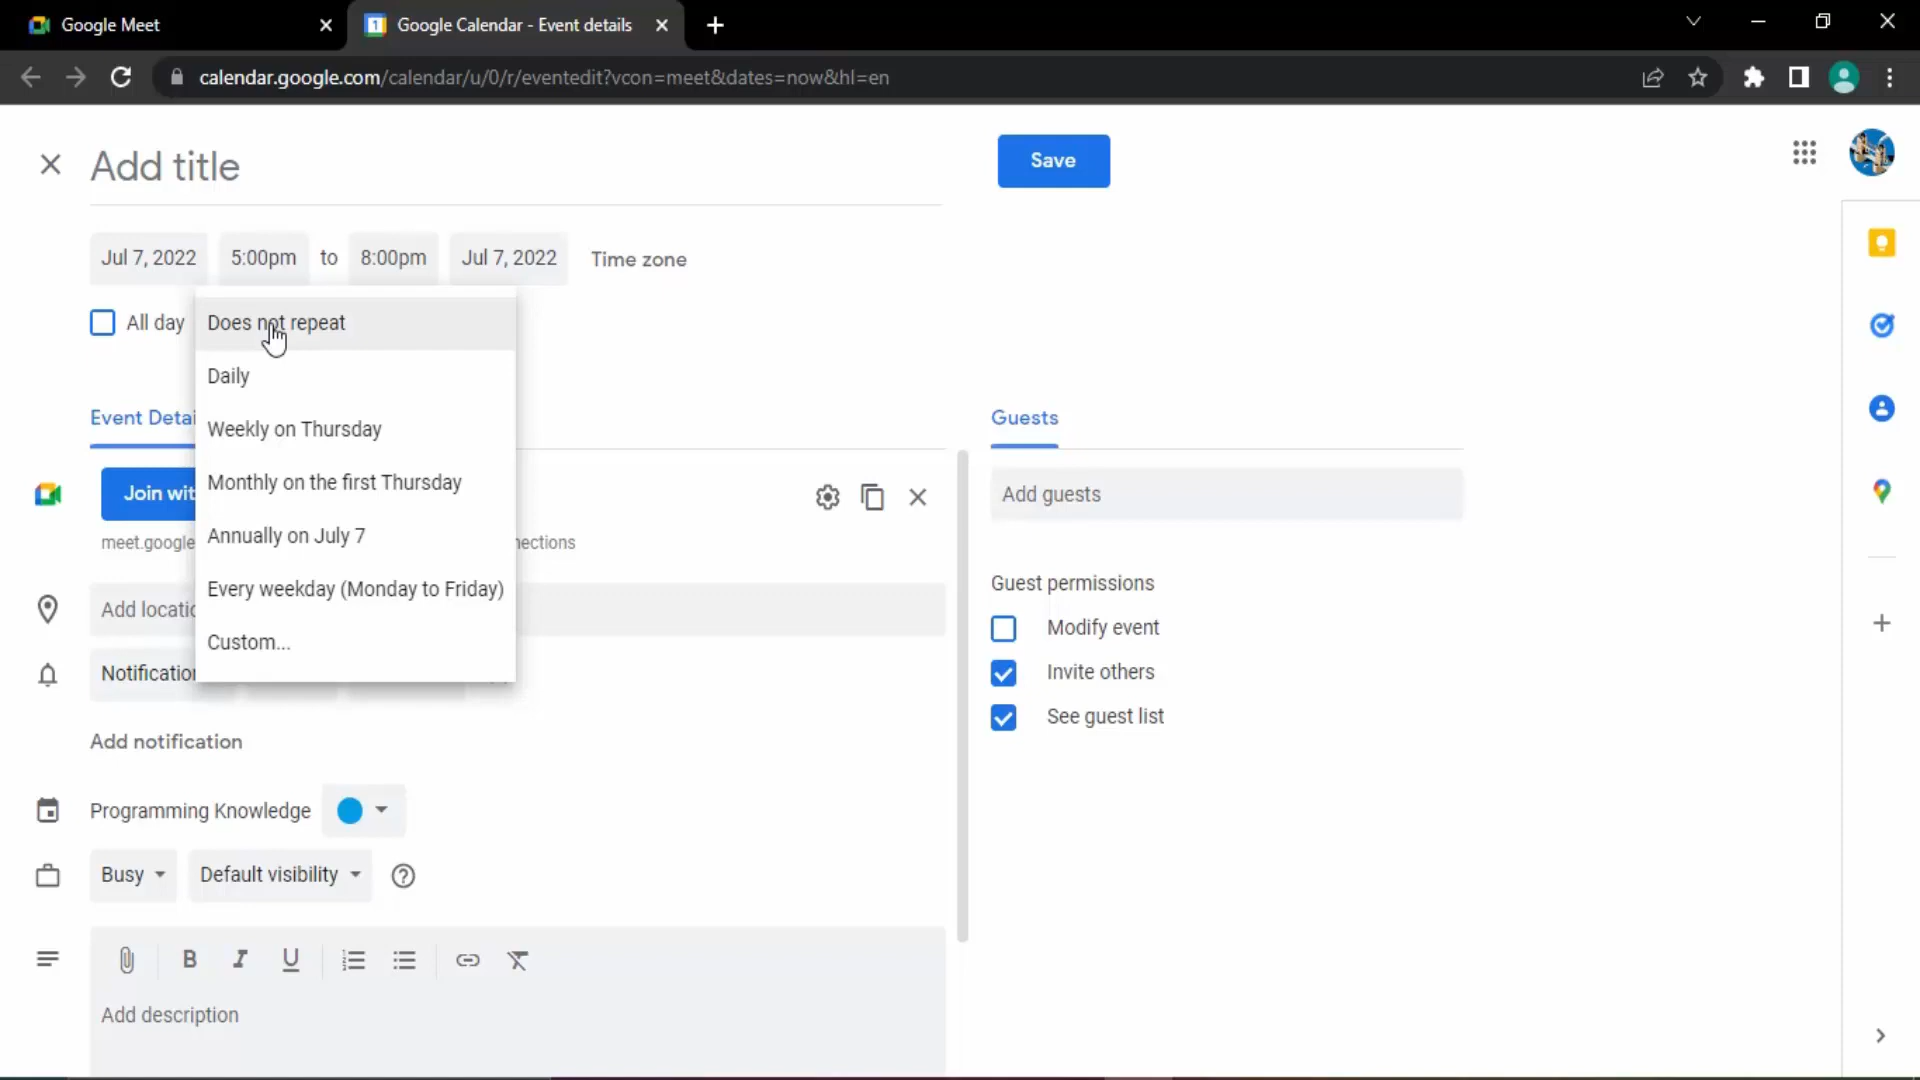 Google Meet
Google Calendar - Event details
calendar.google.com/calendar/u/0/r/eventedit?vcon=meet&dates=now&hl=en
Add title
Save
Jul 7, 2022 5:00pm to 8:00pm Jul 7, 2022 Time zone
All day
Does not repeat
Daily
Weekly on Thursday
Monthly on the first Thursday
Annually on July 7
Every weekday (Monday to Friday)
Custom...
Event Detai
Join wit
meet.google
nections
Add locatio
Notification
Add notification
Programming Knowledge
Busy Default visibility
Add description
Guests
Add guests
Guest permissions
Modify event
Invite others
See guest list